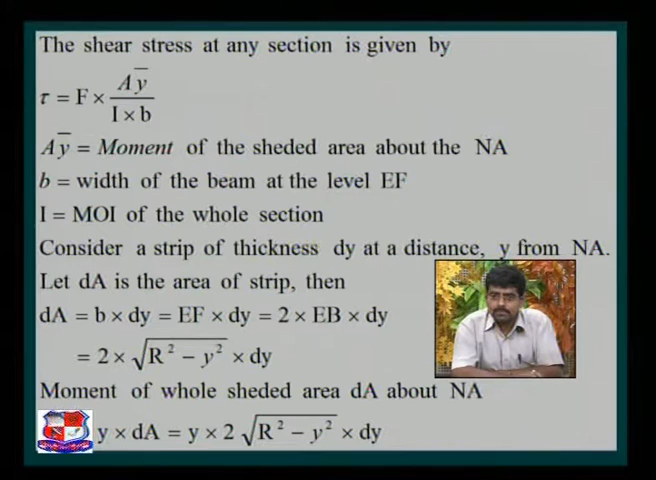 The shear stress at any section is given by
τ = F × Ay̅ / I × b
Ay̅ = Moment of the sheded area about the NA
b = width of the beam at the level EF
I = MOI of the whole section
Consider a strip of thickness dy at a distance, y from NA.
Let dA is the area of strip, then
dA = b × dy = EF × dy = 2 × EB × dy
= 2 × √(R² − y²) × dy
Moment of whole sheded area dA about NA
y × dA = y × 2 √(R² − y²) × dy